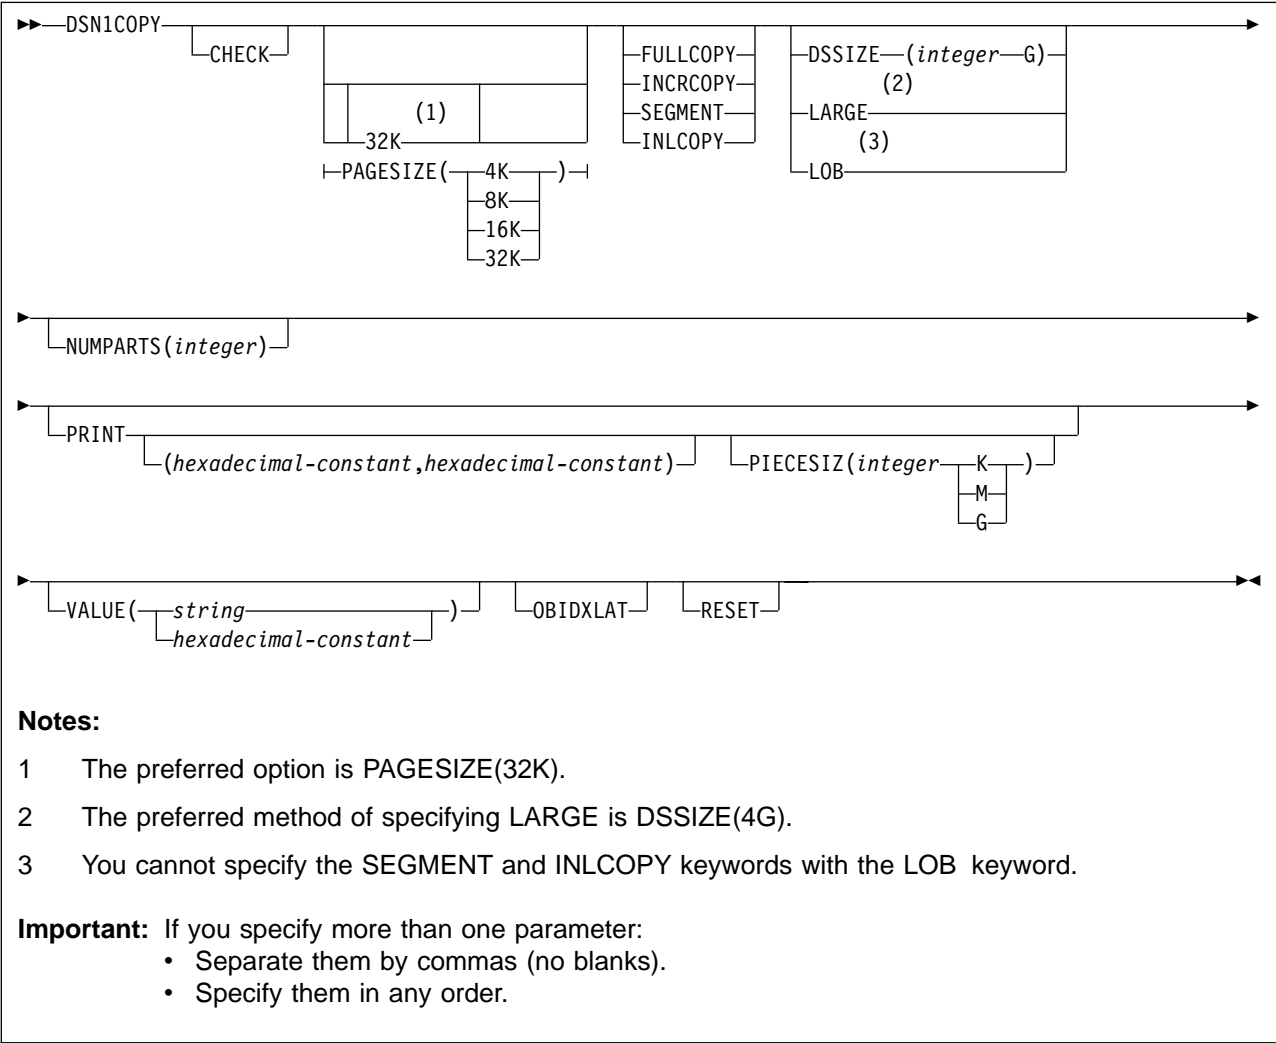 DSN1COPY
CHECK
FULLCOPY DSSIZE (integer G)
INCRCOPY (2)
(1) SEGMENT LARGE
32K INLCOPY (3)
PAGESIZE( 4K ) LOB
8K
16K
32K
NUMPARTS(integer)
PRINT
(hexadecimal-constant,hexadecimal-constant) PIECESIZ(integer K )
M
G
VALUE( string ) OBIDXLAT RESET
hexadecimal-constant
Notes:
1 The preferred option is PAGESIZE(32K).
2 The preferred method of specifying LARGE is DSSIZE(4G).
3 You cannot specify the SEGMENT and INLCOPY keywords with the LOB keyword.
Important: If you specify more than one parameter:
• Separate them by commas (no blanks).
• Specify them in any order.